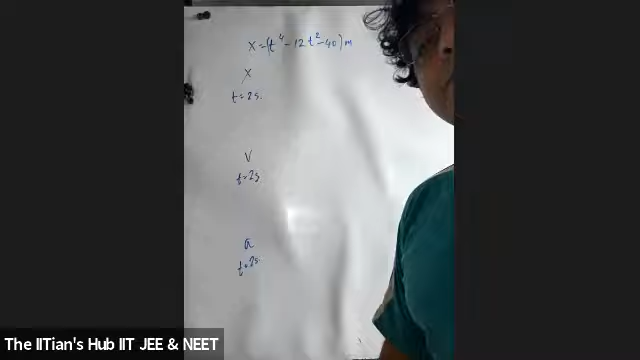 x = (t⁴ - 12t² - 40) m
x
t = 2s.
v
t = 2s
a
t = 2s.
The IITian's Hub IIT JEE & NEET